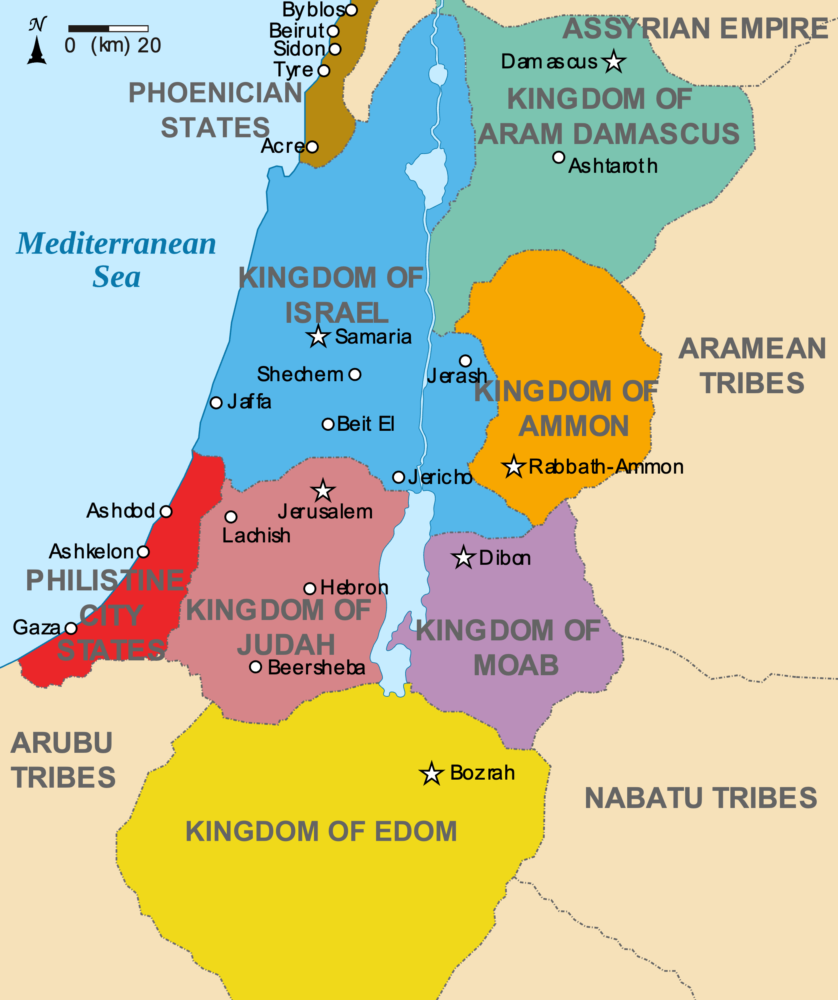 N
0 (km) 20
Byblos
Beirut
Sidon
Tyre
PHOENICIAN
STATES
Acre
ASSYRIAN EMPIRE
Damascus
KINGDOM OF
ARAM DAMASCUS
Ashtaroth
Mediterranean
Sea
KINGDOM OF
ISRAEL
Samaria
Shechem
Jaffa
Beit El
Jerash
Jericho
KINGDOM OF
AMMON
Rabbath-Ammon
ARAMEAN
TRIBES
Ashdod
Ashkelon
PHILISTINE
CITY
STATES
Gaza
Jerusalem
Lachish
Hebron
KINGDOM OF
JUDAH
Beersheba
Dibon
KINGDOM OF
MOAB
ARUBU
TRIBES
Bozrah
KINGDOM OF EDOM
NABATU TRIBES